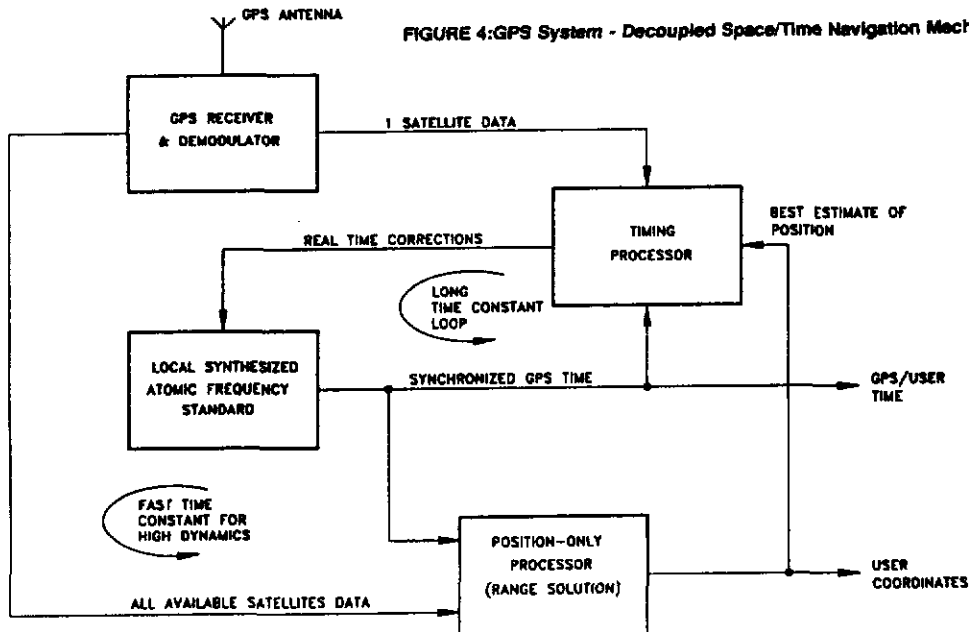 GPS ANTENNA
FIGURE 4:GPS System - Decoupled Space/Time Navigation Mech
GPS RECEIVER
& DEMODULATOR
1 SATELLITE DATA
TIMING
PROCESSOR
BEST ESTIMATE OF
POSITION
REAL TIME CORRECTIONS
LONG
TIME CONSTANT
LOOP
LOCAL SYNTHESIZED
ATOMIC FREQUENCY
STANDARD
SYNCHRONIZED GPS TIME
GPS/USER
TIME
FAST TIME
CONSTANT FOR
HIGH DYNAMICS
POSITION-ONLY
PROCESSOR
(RANGE SOLUTION)
USER
COORDINATES
ALL AVAILABLE SATELLITES DATA